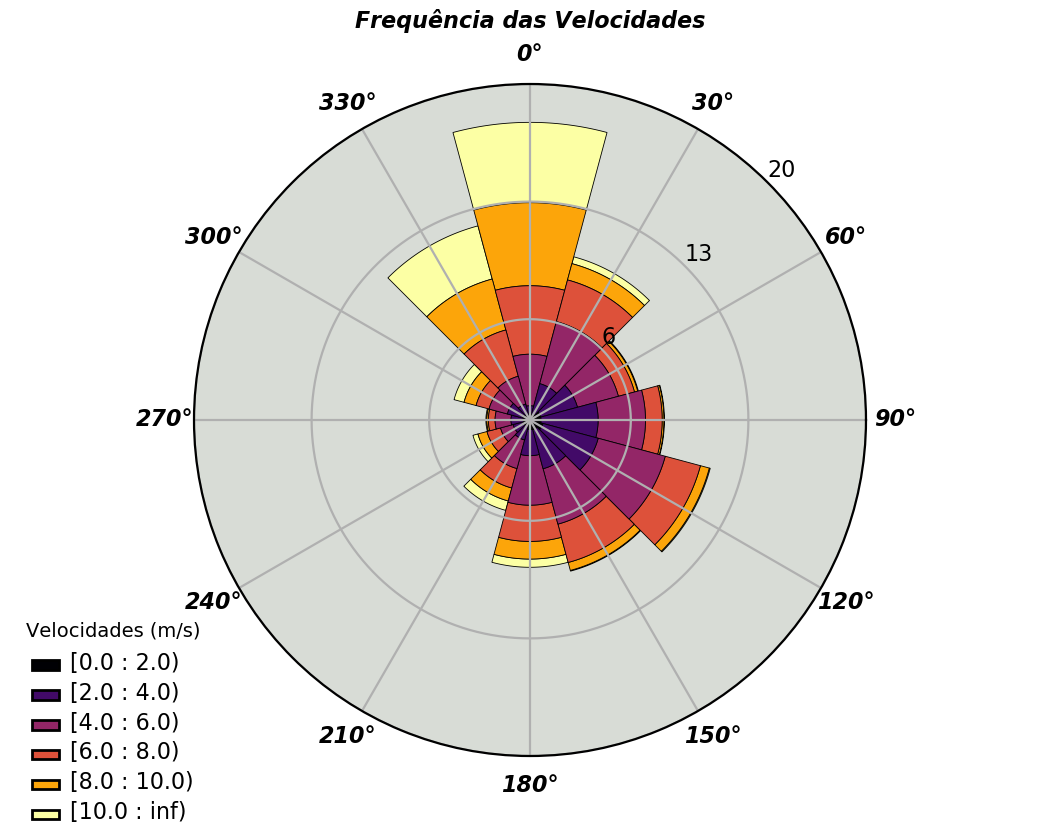 Frequência das Velocidades
0°
330°
30°
20
300°
60°
13
6
270°
90°
240°
120°
210°
150°
180°
Velocidades (m/s)
[0.0 : 2.0)
[2.0 : 4.0)
[4.0 : 6.0)
[6.0 : 8.0)
[8.0 : 10.0)
[10.0 : inf)